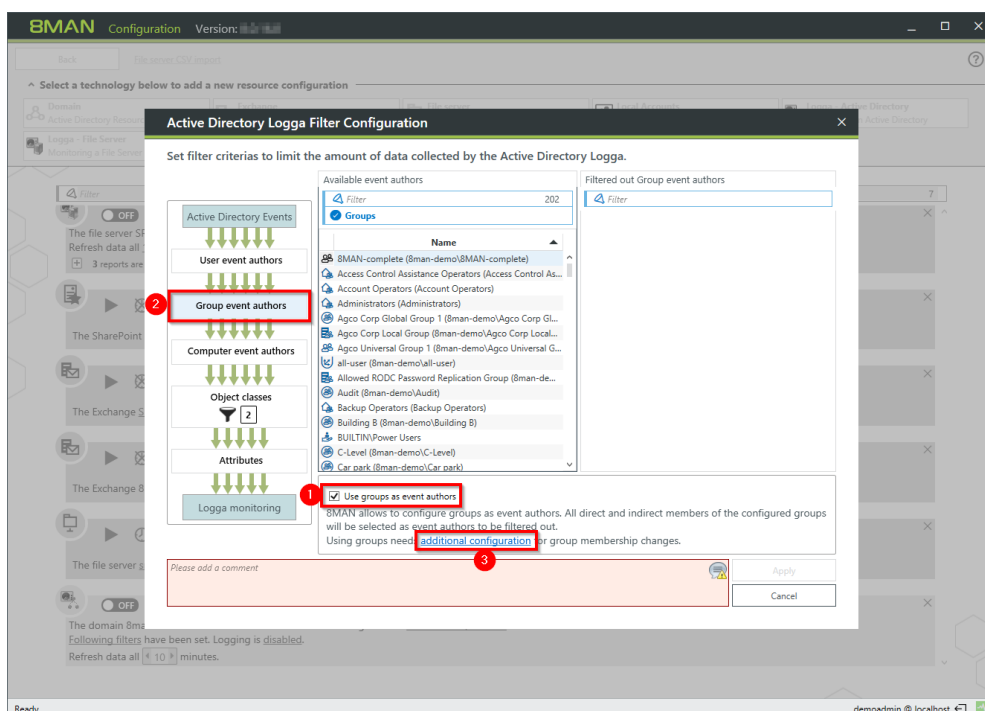 8MAN Configuration Version:
Back File server CSV import
^ Select a technology below to add a new resource configuration
Domain Exchange File server Local Accounts Logga - Active Directory
Active Directory Resou Active Directory
Logga - File Server
Monitoring a File Server
Active Directory Logga Filter Configuration
Set filter criterias to limit the amount of data collected by the Active Directory Logga.
Available event authors
Filtered out Group event authors
Filter 202
Filter
Groups
Name
8MAN-complete (8man-demo\8MAN-complete)
Access Control Assistance Operators (Access Control As...
Account Operators (Account Operators)
Administrators (Administrators)
Agco Corp Global Group 1 (8man-demo\Agco Corp Gl...
Agco Corp Local Group (8man-demo\Agco Corp Local...
Agco Universal Group 1 (8man-demo\Agco Universal G...
all-user (8man-demo\all-user)
Allowed RODC Password Replication Group (8man-de...
Audit (8man-demo\Audit)
Backup Operators (Backup Operators)
Building B (8man-demo\Building B)
BUILTIN\Power Users
C-Level (8man-demo\C-Level)
Car park (8man-demo\Car park)
Active Directory Events
User event authors
2
Group event authors
Computer event authors
Object classes
2
Attributes
Logga monitoring
1
Use groups as event authors
8MAN allows to configure groups as event authors. All direct and indirect members of the configured groups
will be selected as event authors to be filtered out.
Using groups need additional configuration for group membership changes.
3
Please add a comment
Apply
Cancel
Filter 7
OFF
The file server SP
Refresh data all
3 reports are
The SharePoint
The Exchange S
The Exchange 8
The file server s
OFF
The domain 8ma
Following filters have been set. Logging is disabled.
Refresh data all 10 minutes.
Ready demoadmin @ localhost